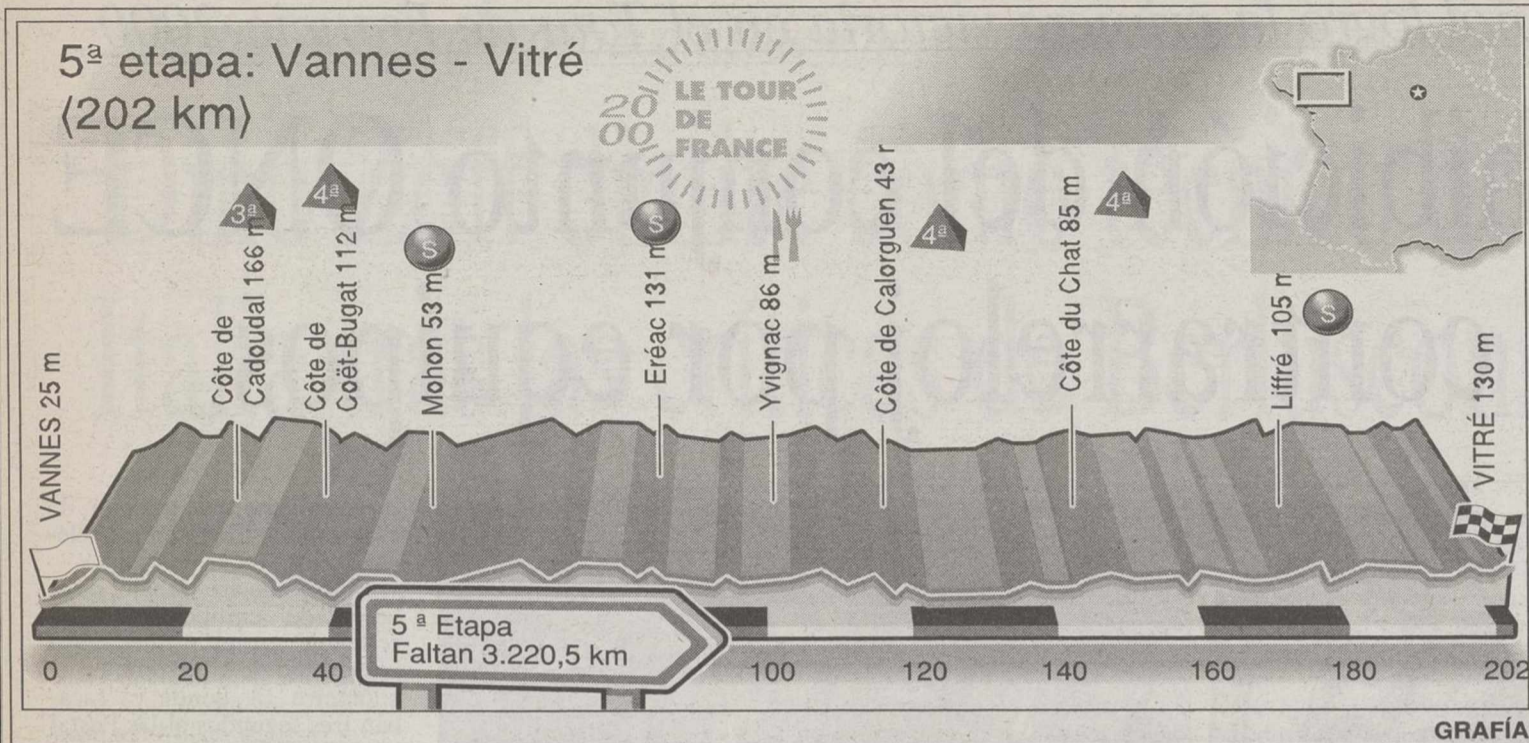 5ª etapa: Vannes - Vitré
(202 km)
2000
LE TOUR
DE
FRANCE
VANNES 25 m
Côte de
Cadoudal 166 m
3ª
Côte de
Coët-Bugat 112 m
4ª
Mohon 53 m
S
Eréac 131 m
S
Yvignac 86 m
Côte de Calorguen 43 r
4ª
Côte du Chat 85 m
4ª
Liffré 105 m
S
VITRÉ 130 m
5 ª Etapa
Faltan 3.220,5 km
0 20 40 100 120 140 160 180 202
GRAFÍA